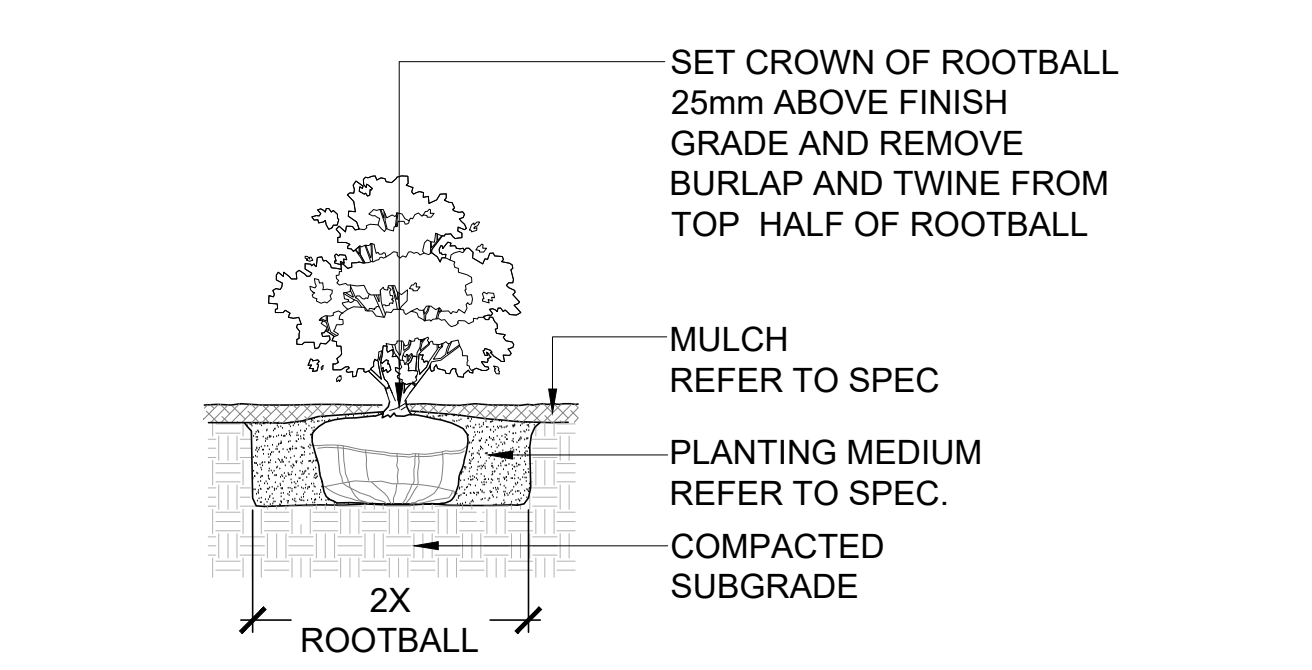 SET CROWN OF ROOTBALL
25mm ABOVE FINISH
GRADE AND REMOVE
BURLAP AND TWINE FROM
TOP HALF OF ROOTBALL
MULCH
REFER TO SPEC
PLANTING MEDIUM
REFER TO SPEC.
COMPACTED
SUBGRADE
2X
ROOTBALL